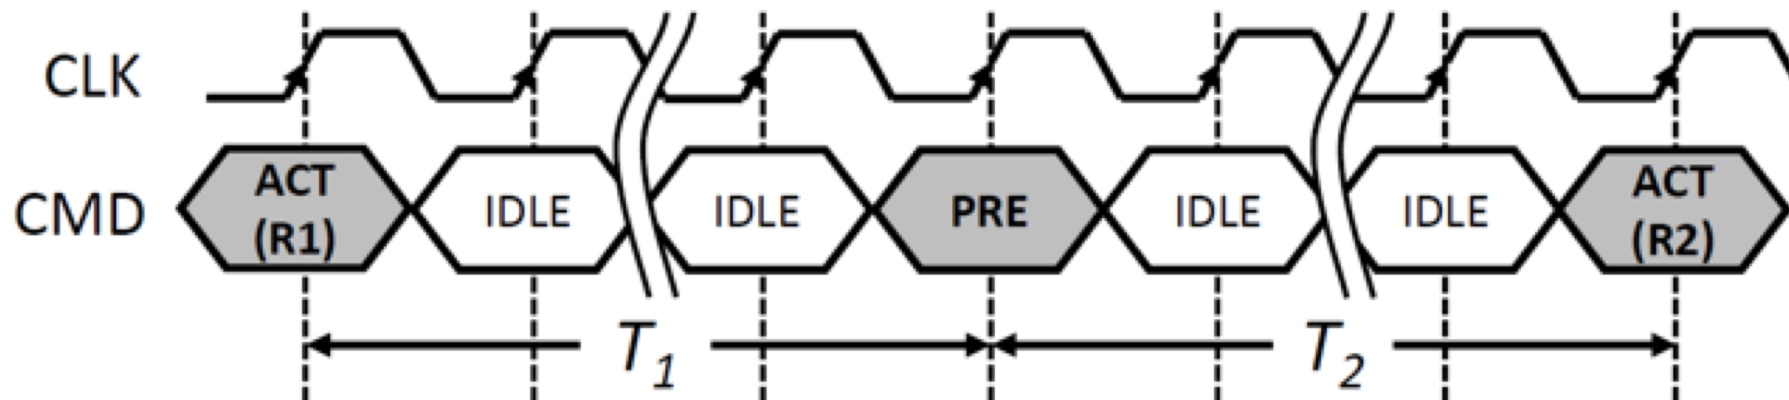 CLK
CMD
ACT
(R1)
IDLE
IDLE
PRE
IDLE
IDLE
ACT
(R2)
T1
T2